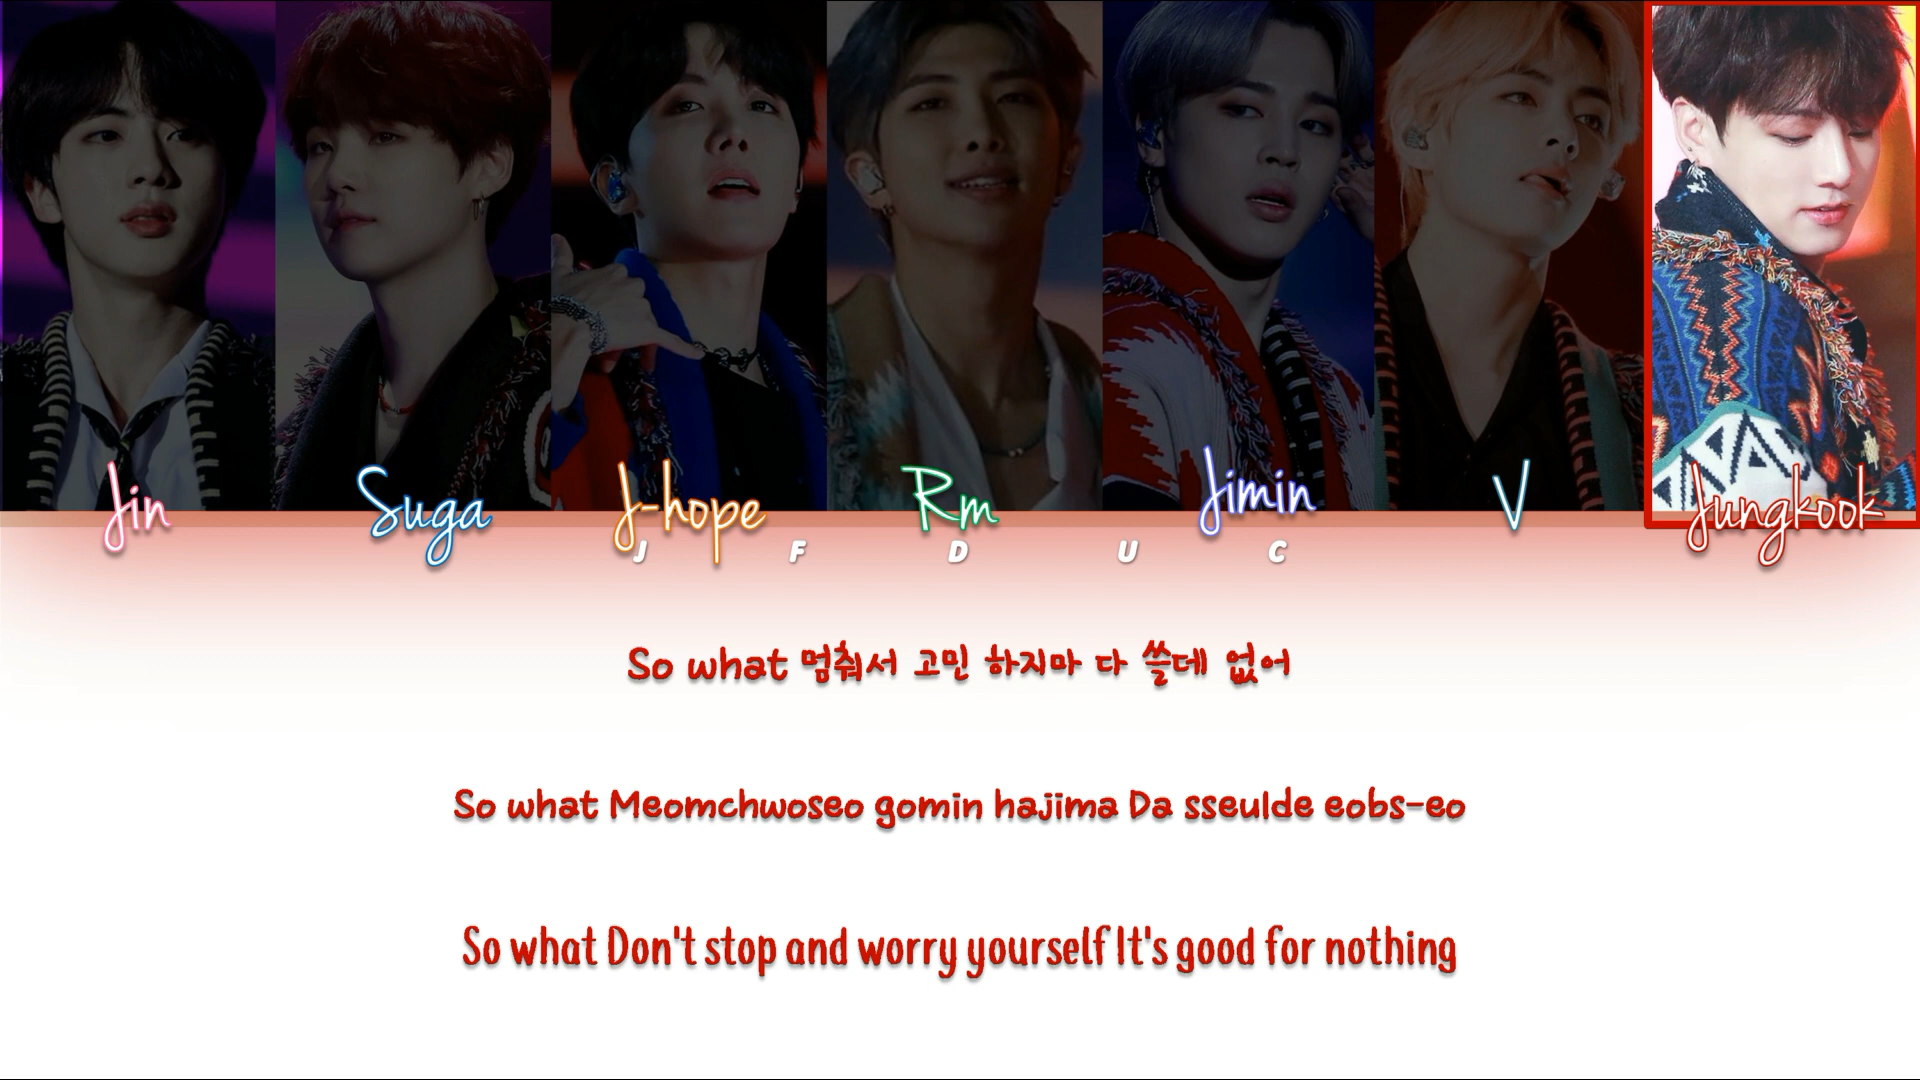 Jin Suga J-hope Rm Jimin V Jungkook
J F D U C
So what 멈춰서 고민 하지마 다 쓸데 없어
So what Meomchwoseo gomin hajima Da sseulde eobs-eo
So what Don't stop and worry yourself It's good for nothing